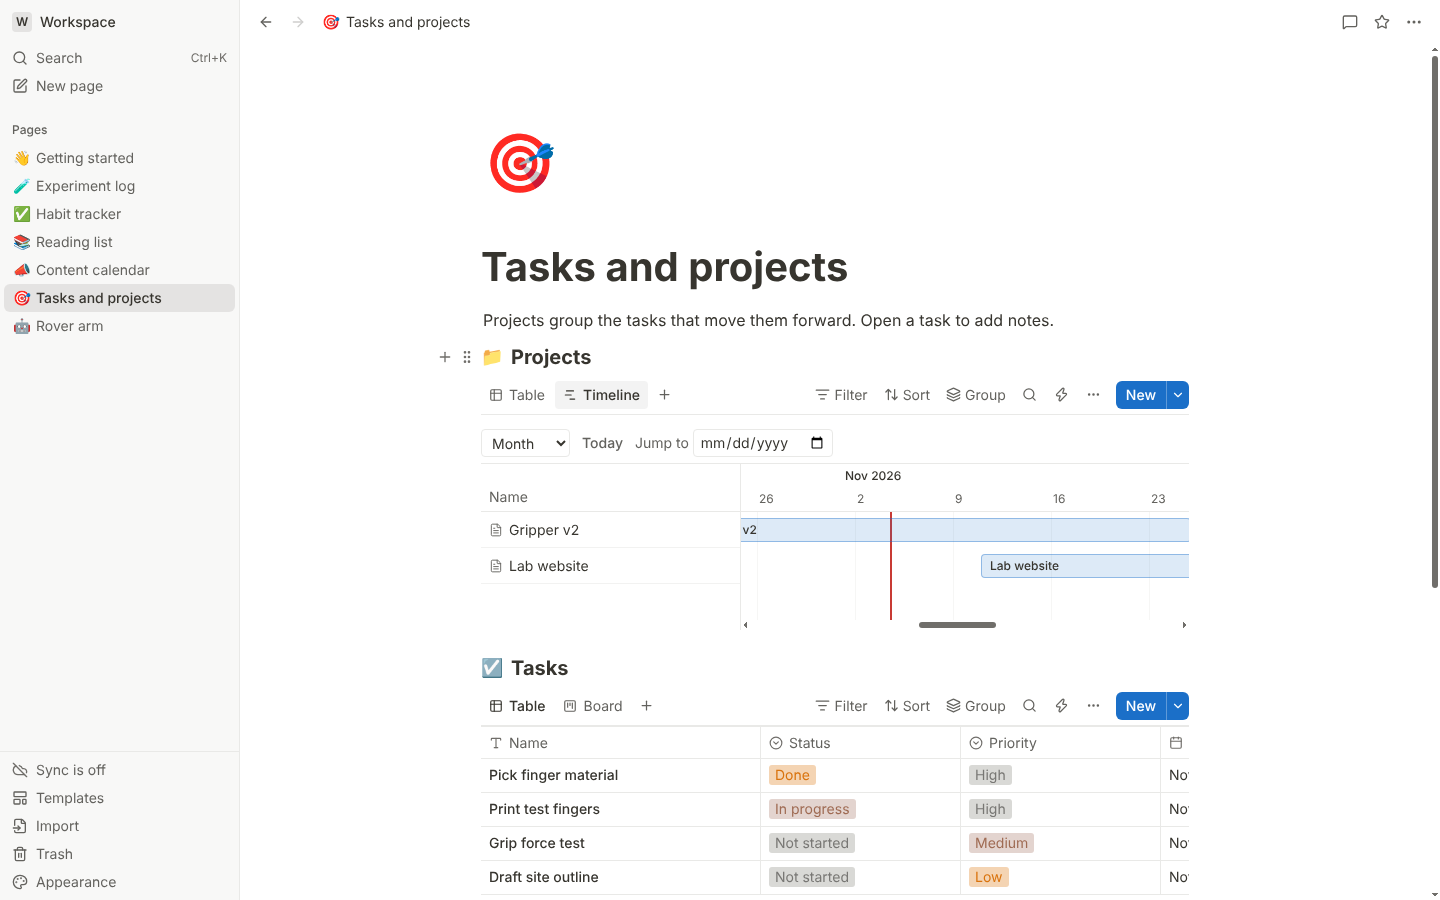 W Workspace
Search Ctrl+K
New page
Pages
Getting started
Experiment log
Habit tracker
Reading list
Content calendar
Tasks and projects
Rover arm
Sync is off
Templates
Import
Trash
Appearance
Tasks and projects
Tasks and projects
Projects group the tasks that move them forward. Open a task to add notes.
Projects
Table Timeline Filter Sort Group New
Month Today Jump to mm/dd/yyyy
Nov 2026
Name 26 2 9 16 23
Gripper v2 v2
Lab website Lab website
Tasks
Table Board Filter Sort Group New
Name Status Priority
Pick finger material Done High
Print test fingers In progress High
Grip force test Not started Medium
Draft site outline Not started Low